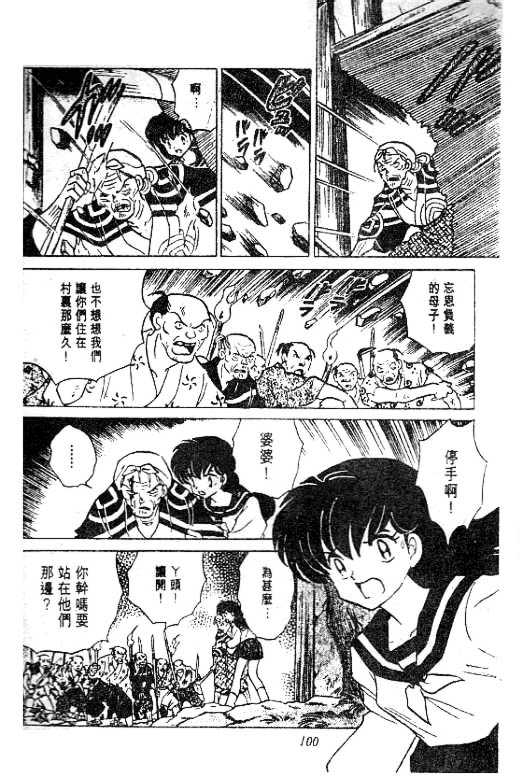 啊…
忘恩負義
的母子！
也不想想我們
讓你們住在
村裏那麼久！
停手啊！
婆婆！
……
為甚麼…
丫頭！
讓開！
你幹嗎要
站在他們
那邊？
100